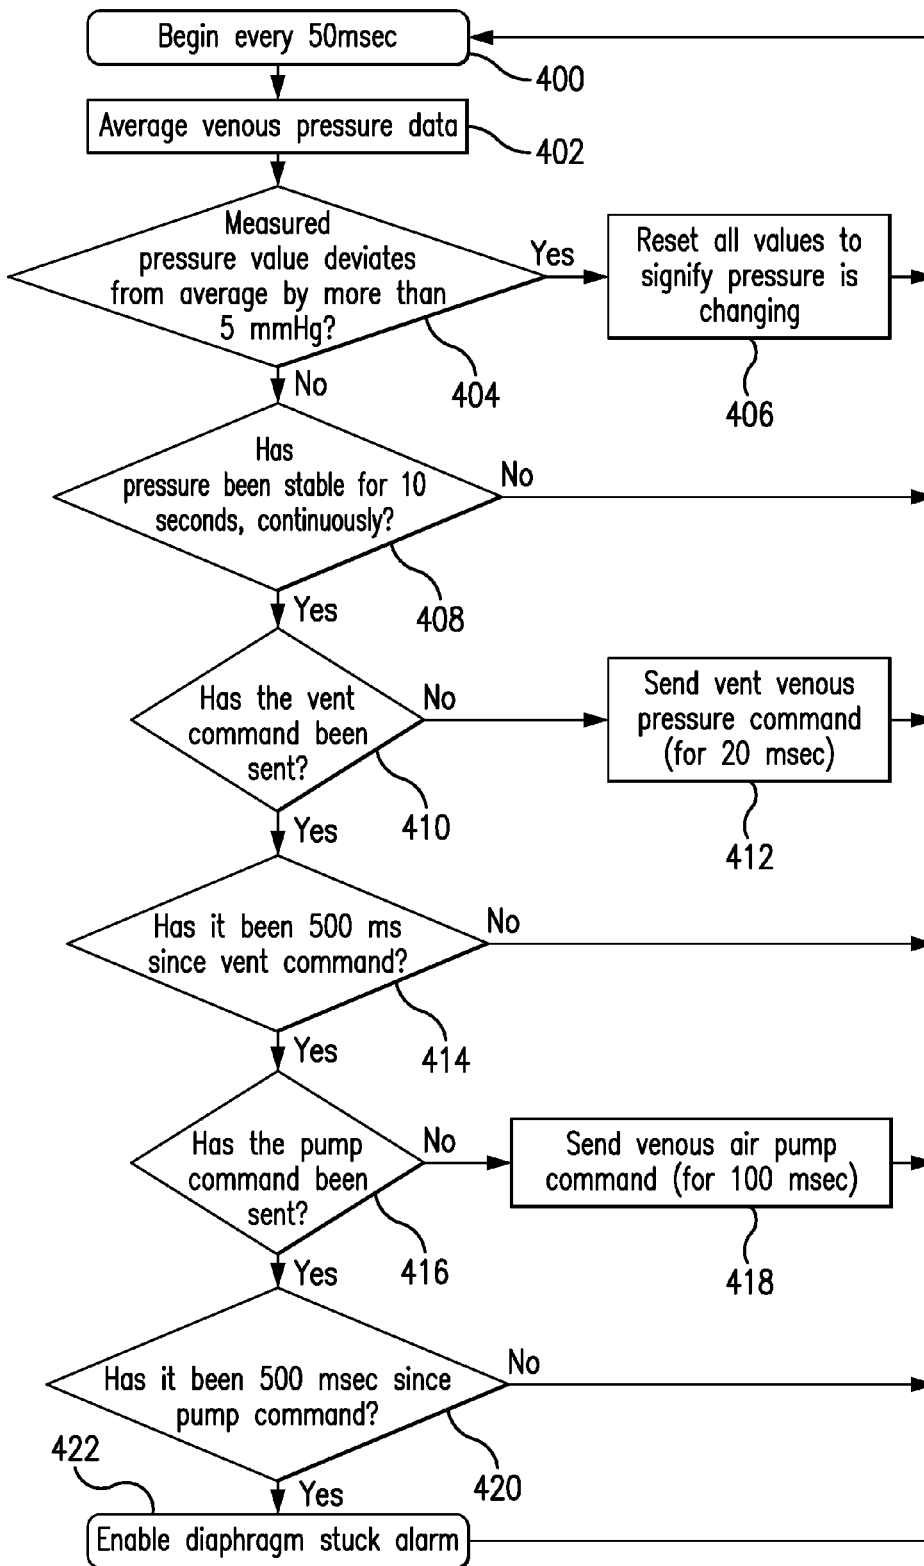 Begin every 50msec
400
Average venous pressure data
402
Measured
pressure value deviates
from average by more than
5 mmHg?
Yes
404
No
Reset all values to
signify pressure is
changing
406
Has
pressure been stable for 10
seconds, continuously?
No
408
Yes
Has the vent
command been
sent?
No
410
Yes
Send vent venous
pressure command
(for 20 msec)
412
Has it been 500 ms
since vent command?
No
414
Yes
Has the pump
command been
sent?
No
416
Yes
Send venous air pump
command (for 100 msec)
418
Has it been 500 msec since
pump command?
No
420
Yes
422
Enable diaphragm stuck alarm